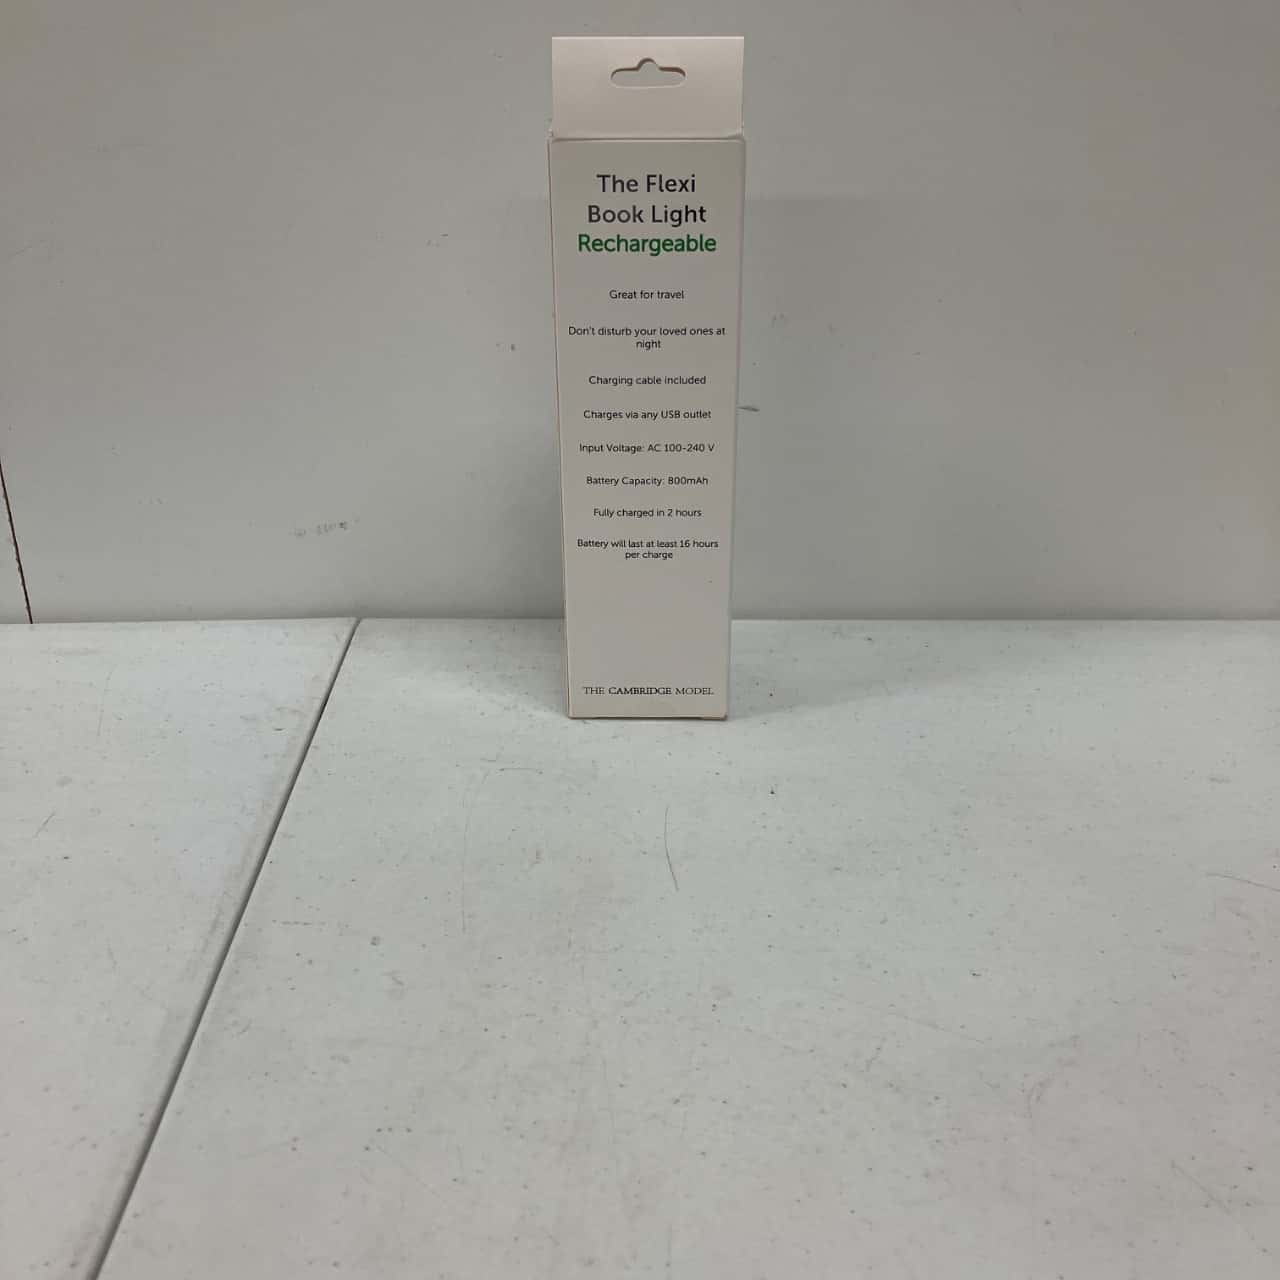 The Flexi
Book Light
Rechargeable
Great for travel
Don't disturb your loved ones at
night
Charging cable included
Charges via any USB outlet
Input Voltage: AC 100-240 V
Battery Capacity: 800mAh
Fully charged in 2 hours
Battery will last at least 16 hours
per charge
THE CAMBRIDGE MODEL